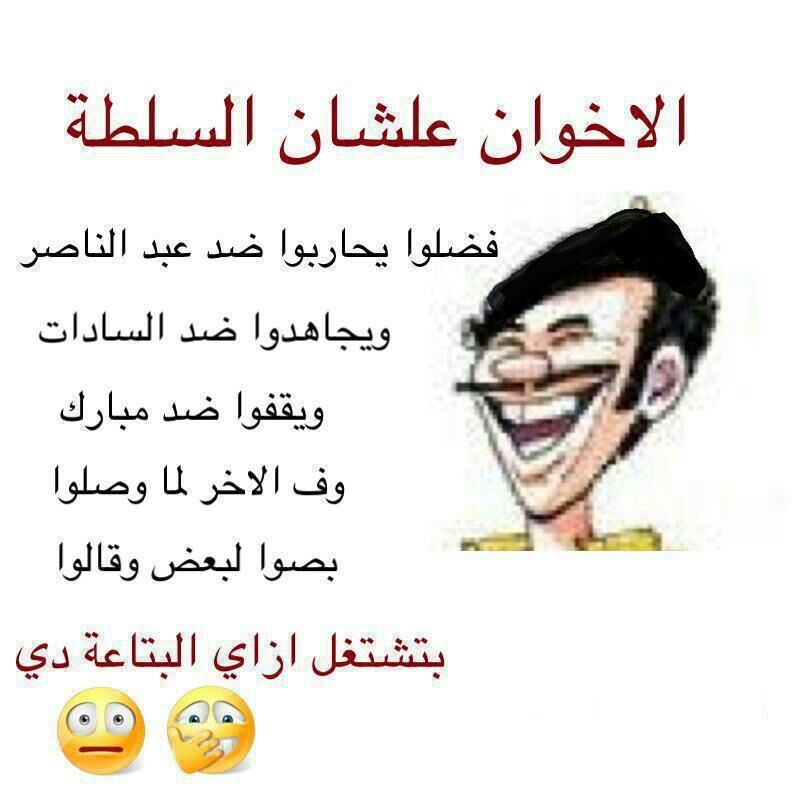 الاخوان علشان السلطة
فضلوا يحاربوا ضد عبد الناصر
ويجاهدوا ضد السادات
ويقفوا ضد مبارك
وف الاخر لما وصلوا
بصوا لبعض وقالوا
بتشتغل ازاي البتاعة دي